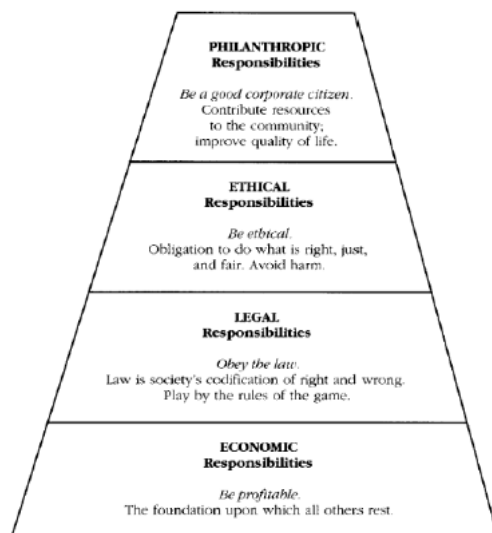 PHILANTHROPIC
Responsibilities
Be a good corporate citizen.
Contribute resources
to the community;
improve quality of life.
ETHICAL
Responsibilities
Be ethical.
Obligation to do what is right, just,
and fair. Avoid harm.
LEGAL
Responsibilities
Obey the law.
Law is society's codification of right and wrong.
Play by the rules of the game.
ECONOMIC
Responsibilities
Be profitable.
The foundation upon which all others rest.